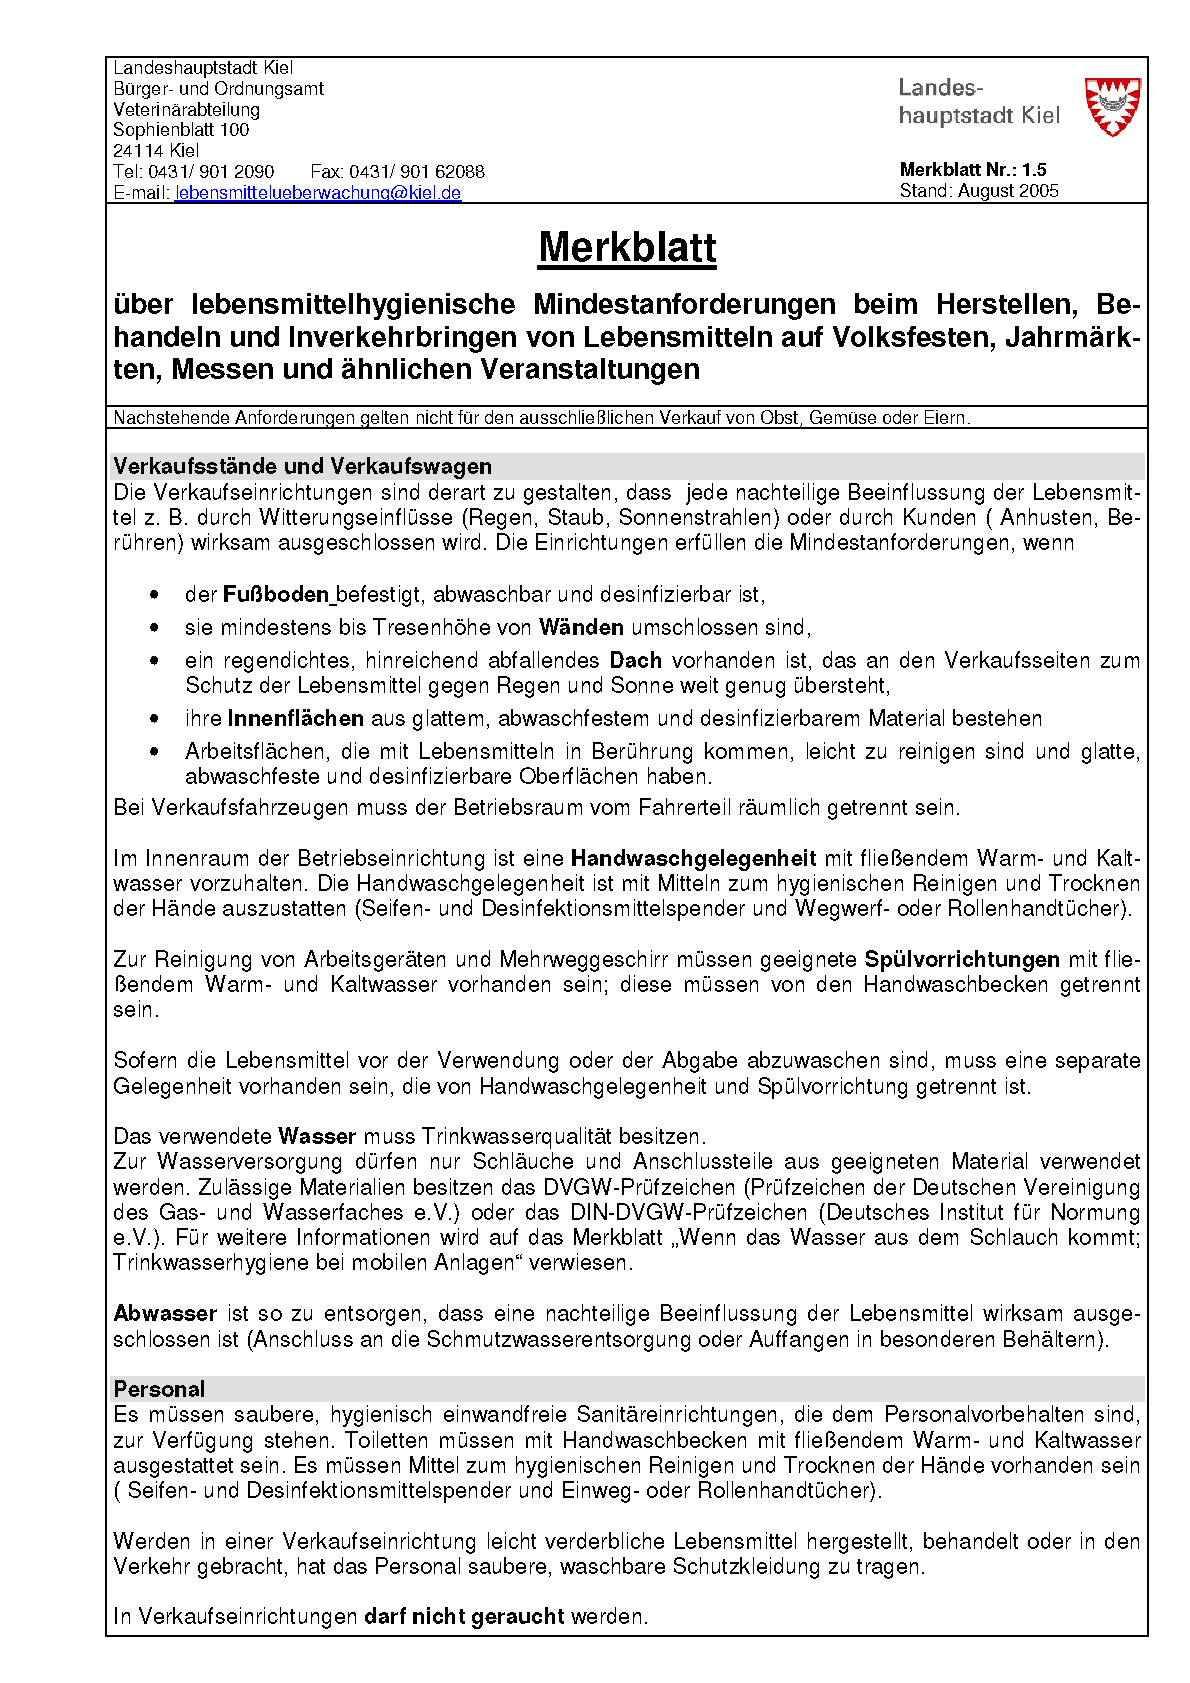 Landeshauptstadt Kiel
Bürger- und Ordnungsamt
Veterinärabteilung
Sophienblatt 100
24114 Kiel
Tel: 0431/ 901 2090 Fax: 0431/ 901 62088
E-mail: lebensmittelueberwachung@kiel.de
Landes-
hauptstadt Kiel
Merkblatt Nr.: 1.5
Stand: August 2005
Merkblatt
über lebensmittelhygienische Mindestanforderungen beim Herstellen, Be-
handeln und Inverkehrbringen von Lebensmitteln auf Volksfesten, Jahrmärk-
ten, Messen und ähnlichen Veranstaltungen
Nachstehende Anforderungen gelten nicht für den ausschließlichen Verkauf von Obst, Gemüse oder Eiern.
Verkaufsstände und Verkaufswagen
Die Verkaufseinrichtungen sind derart zu gestalten, dass jede nachteilige Beeinflussung der Lebensmit-
tel z. B. durch Witterungseinflüsse (Regen, Staub, Sonnenstrahlen) oder durch Kunden ( Anhusten, Be-
rühren) wirksam ausgeschlossen wird. Die Einrichtungen erfüllen die Mindestanforderungen, wenn
• der Fußboden befestigt, abwaschbar und desinfizierbar ist,
• sie mindestens bis Tresenhöhe von Wänden umschlossen sind,
• ein regendichtes, hinreichend abfallendes Dach vorhanden ist, das an den Verkaufsseiten zum
Schutz der Lebensmittel gegen Regen und Sonne weit genug übersteht,
• ihre Innenflächen aus glattem, abwaschfestem und desinfizierbarem Material bestehen
• Arbeitsflächen, die mit Lebensmitteln in Berührung kommen, leicht zu reinigen sind und glatte,
abwaschfeste und desinfizierbare Oberflächen haben.
Bei Verkaufsfahrzeugen muss der Betriebsraum vom Fahrerteil räumlich getrennt sein.
Im Innenraum der Betriebseinrichtung ist eine Handwaschgelegenheit mit fließendem Warm- und Kalt-
wasser vorzuhalten. Die Handwaschgelegenheit ist mit Mitteln zum hygienischen Reinigen und Trocknen
der Hände auszustatten (Seifen- und Desinfektionsmittelspender und Wegwerf- oder Rollenhandtücher).
Zur Reinigung von Arbeitsgeräten und Mehrweggeschirr müssen geeignete Spülvorrichtungen mit flie-
ßendem Warm- und Kaltwasser vorhanden sein; diese müssen von den Handwaschbecken getrennt
sein.
Sofern die Lebensmittel vor der Verwendung oder der Abgabe abzuwaschen sind, muss eine separate
Gelegenheit vorhanden sein, die von Handwaschgelegenheit und Spülvorrichtung getrennt ist.
Das verwendete Wasser muss Trinkwasserqualität besitzen.
Zur Wasserversorgung dürfen nur Schläuche und Anschlussteile aus geeigneten Material verwendet
werden. Zulässige Materialien besitzen das DVGW-Prüfzeichen (Prüfzeichen der Deutschen Vereinigung
des Gas- und Wasserfaches e.V.) oder das DIN-DVGW-Prüfzeichen (Deutsches Institut für Normung
e.V.). Für weitere Informationen wird auf das Merkblatt „Wenn das Wasser aus dem Schlauch kommt;
Trinkwasserhygiene bei mobilen Anlagen“ verwiesen.
Abwasser ist so zu entsorgen, dass eine nachteilige Beeinflussung der Lebensmittel wirksam ausge-
schlossen ist (Anschluss an die Schmutzwasserentsorgung oder Auffangen in besonderen Behältern).
Personal
Es müssen saubere, hygienisch einwandfreie Sanitäreinrichtungen, die dem Personalvorbehalten sind,
zur Verfügung stehen. Toiletten müssen mit Handwaschbecken mit fließendem Warm- und Kaltwasser
ausgestattet sein. Es müssen Mittel zum hygienischen Reinigen und Trocknen der Hände vorhanden sein
( Seifen- und Desinfektionsmittelspender und Einweg- oder Rollenhandtücher).
Werden in einer Verkaufseinrichtung leicht verderbliche Lebensmittel hergestellt, behandelt oder in den
Verkehr gebracht, hat das Personal saubere, waschbare Schutzkleidung zu tragen.
In Verkaufseinrichtungen darf nicht geraucht werden.